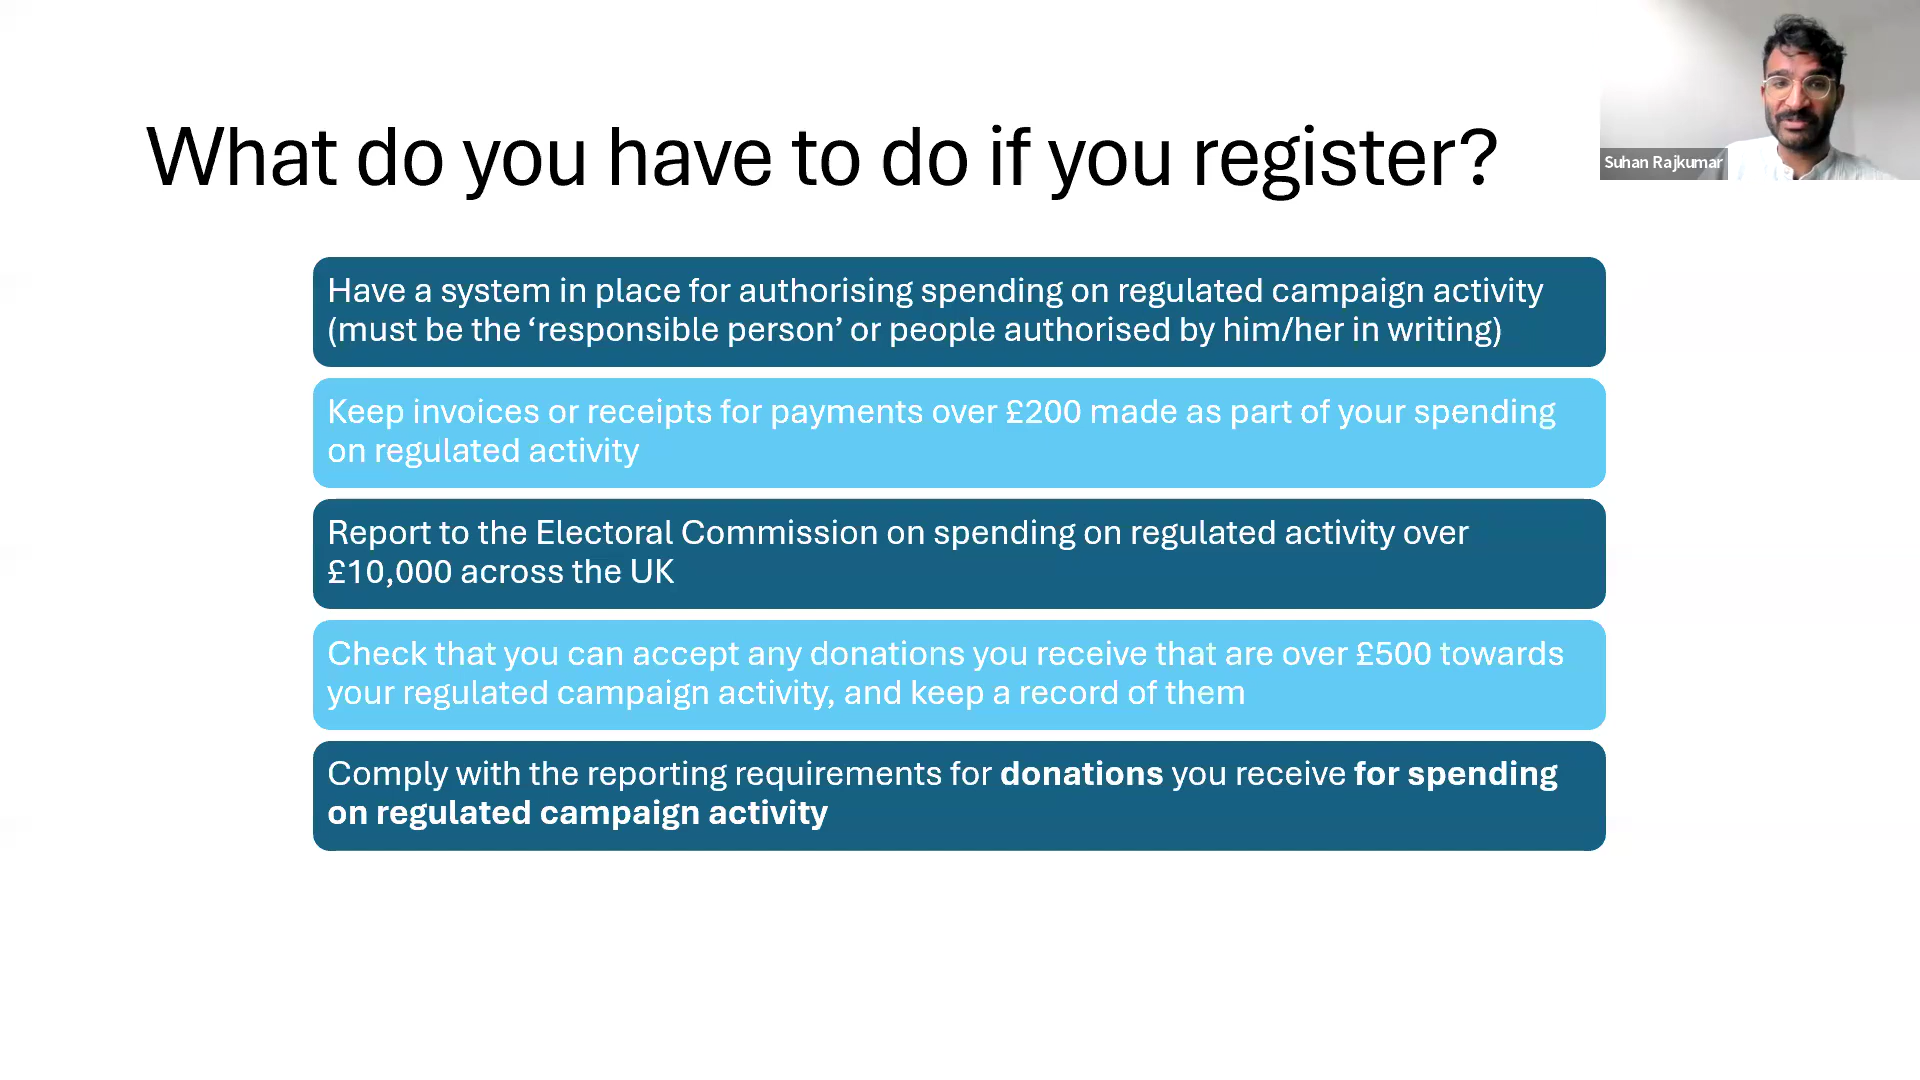 What do you have to do if you register?
Suhan Rajkumar
Have a system in place for authorising spending on regulated campaign activity
(must be the ‘responsible person’ or people authorised by him/her in writing)
Keep invoices or receipts for payments over £200 made as part of your spending
on regulated activity
Report to the Electoral Commission on spending on regulated activity over
£10,000 across the UK
Check that you can accept any donations you receive that are over £500 towards
your regulated campaign activity, and keep a record of them
Comply with the reporting requirements for donations you receive for spending
on regulated campaign activity